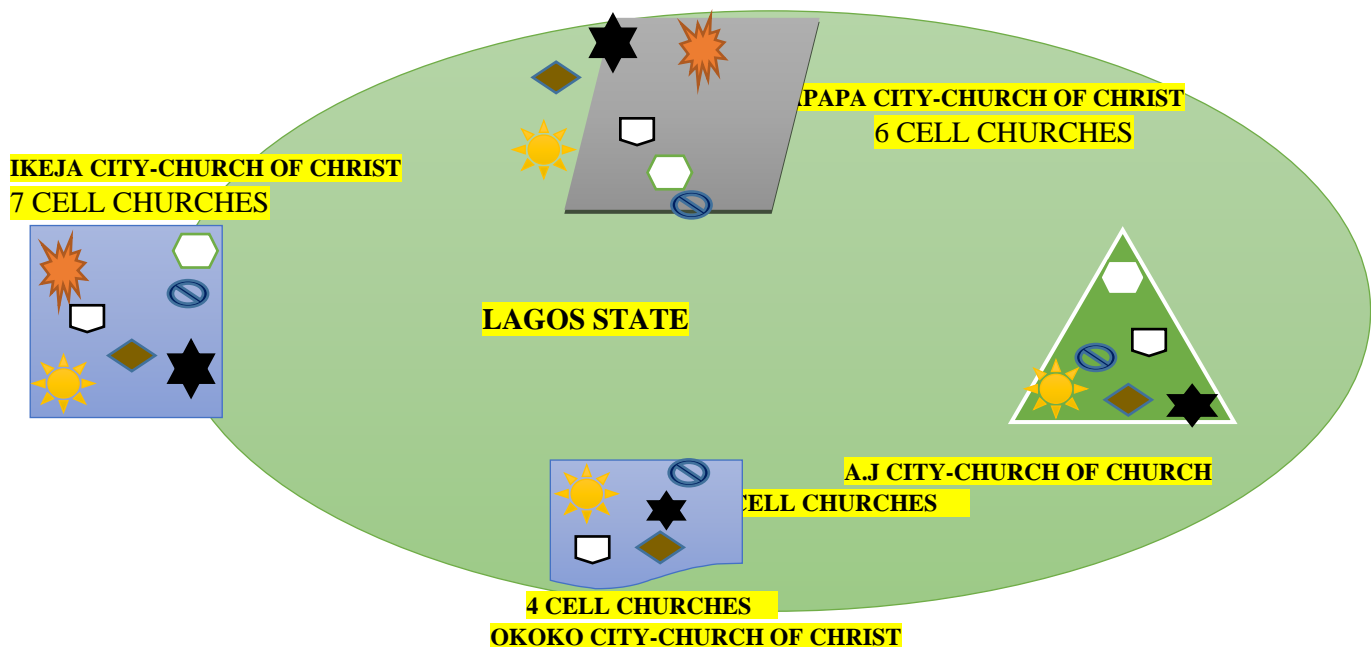 APAPA CITY-CHURCH OF CHRIST
6 CELL CHURCHES
IKEJA CITY-CHURCH OF CHRIST
7 CELL CHURCHES
LAGOS STATE
A.J CITY-CHURCH OF CHURCH
CELL CHURCHES
4 CELL CHURCHES
OKOKO CITY-CHURCH OF CHRIST